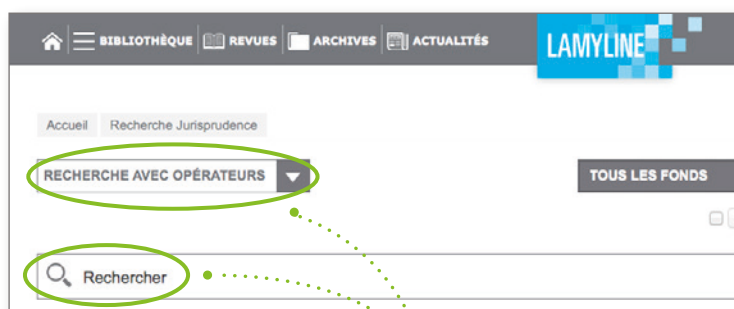 BIBLIOTHÈQUE REVUES ARCHIVES ACTUALITÉS
LAMYLINE
Accueil Recherche Jurisprudence
RECHERCHE AVEC OPÉRATEURS TOUS LES FONDS
Rechercher